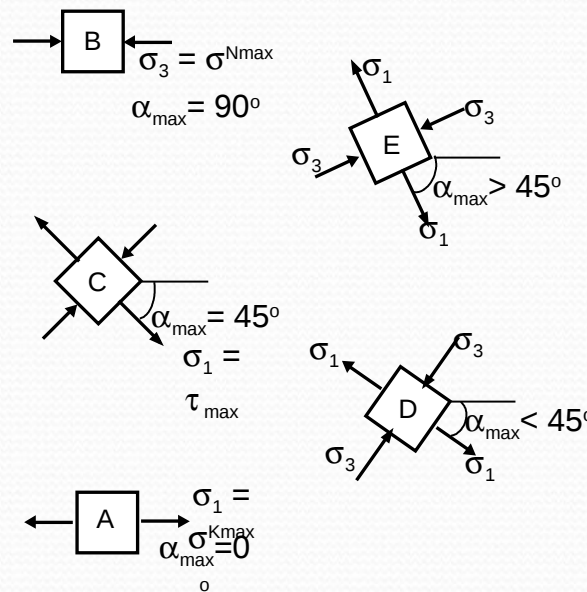 B
σ₃ = σᴺᵐᵃˣ
αₘₐₓ= 90ᵒ
σ₁
σ₃
E
σ₃
αₘₐₓ> 45ᵒ
σ₁
C
αₘₐₓ= 45ᵒ
σ₁ =
τ ₘₐₓ
σ₃
σ₁
D
αₘₐₓ< 45ᵒ
σ₃
σ₁
A
σ₁ =
σᴷᵐᵃˣ
αₘₐₓ=0
o